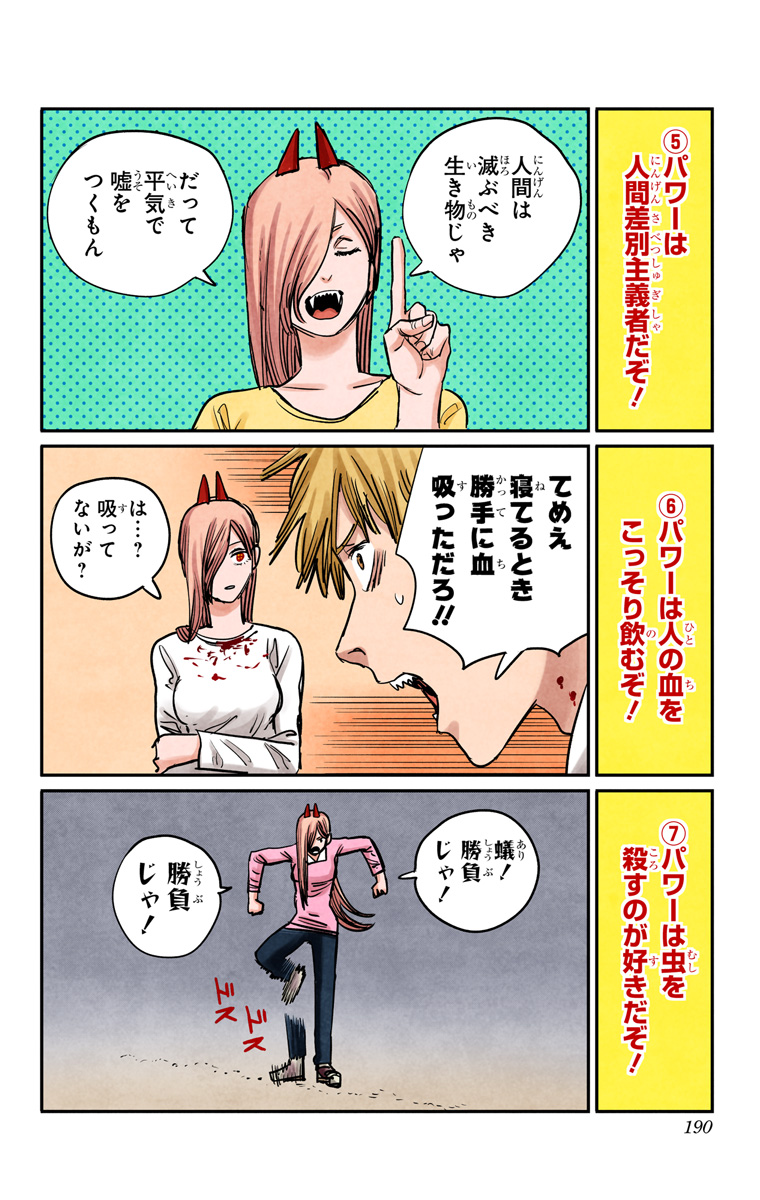 ⑤パワーは
人間差別主義者だぞ！
人間は
滅ぶべき
生き物じゃ
だって
平気で
嘘を
つくもん
⑥パワーは人の血を
こっそり飲むぞ！
てめえ
寝てるとき
勝手に血
吸っただろ!!
は…？
吸って
ないが？
⑦パワーは虫を
殺すのが好きだぞ！
蟻！
勝負
じゃ！
勝負
じゃ！
ゲス
ゲス
190